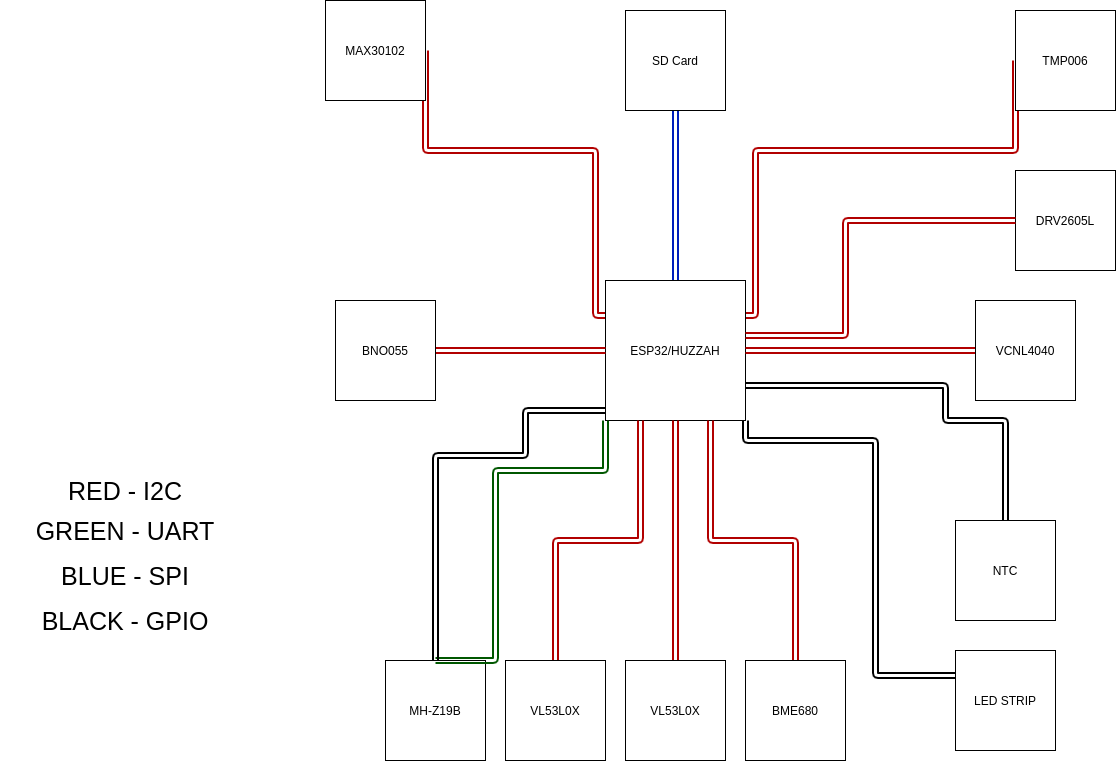 MAX30102
SD Card
TMP006
DRV2605L
BNO055
ESP32/HUZZAH
VCNL4040
RED - I2C
GREEN - UART
BLUE - SPI
BLACK - GPIO
NTC
MH-Z19B
VL53L0X
VL53L0X
BME680
LED STRIP